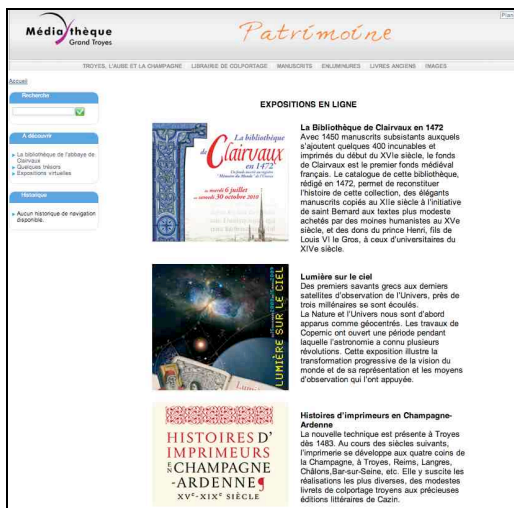 Médiathèque
Grand Troyes
Patrimoine
TROYES, L'AUBE ET LA CHAMPAGNE LIBRAIRIE DE COLPORTAGE MANUSCRITS ENLUMINURES LIVRES ANCIENS IMAGES
Accueil
Recherche
A découvrir
La bibliothèque de l'abbaye de
Clairvaux
Quelques trésors
Expositions virtuelles
Historique
Aucun historique de navigation
disponible.
EXPOSITIONS EN LIGNE
La bibliothèque
de Clairvaux
en 1472
du mardi 6 juillet
au samedi 30 octobre 2010
La Bibliothèque de Clairvaux en 1472
Avec 1450 manuscrits subsistants auxquels
s'ajoutent quelques 400 incunables et
imprimés du début du XVIe siècle, le fonds
de Clairvaux est le premier fonds médiéval
français. Le catalogue de cette bibliothèque,
rédigé en 1472, permet de reconstituer
l'histoire de cette collection, des élégants
manuscrits copiés au XIIe siècle à l'initiative
de saint Bernard aux textes plus modeste
achetés par des moines humanistes au XVe
siècle, et des dons du prince Henri, fils de
Louis VI le Gros, à ceux d'universitaires du
XIVe siècle.
LUMIÈRE SUR LE CIEL
Lumière sur le ciel
Des premiers savants grecs aux derniers
satellites d'observation de l'Univers, près de
trois millénaires se sont écoulés.
La Nature et l'Univers nous sont d'abord
apparus comme géocentrés. Les travaux de
Copernic ont ouvert une période pendant
laquelle l'astronomie a connu plusieurs
révolutions. Cette exposition illustre la
transformation progressive de la vision du
monde et de sa représentation et les moyens
d'observation qui l'ont appuyée.
HISTOIRES D'
IMPRIMEURS
EN CHAMPAGNE
-ARDENNE
XVe-XIXe SIÈCLE
Histoires d'imprimeurs en Champagne-
Ardenne
La nouvelle technique est présente à Troyes
dès 1483. Au cours des siècles suivants,
l'imprimerie se développe aux quatre coins de
la Champagne, à Troyes, Reims, Langres,
Châlons,Bar-sur-Seine, etc. Elle y suscite les
réalisations les plus diverses, des modestes
livrets de colportage troyens aux précieuses
éditions littéraires de Cazin.